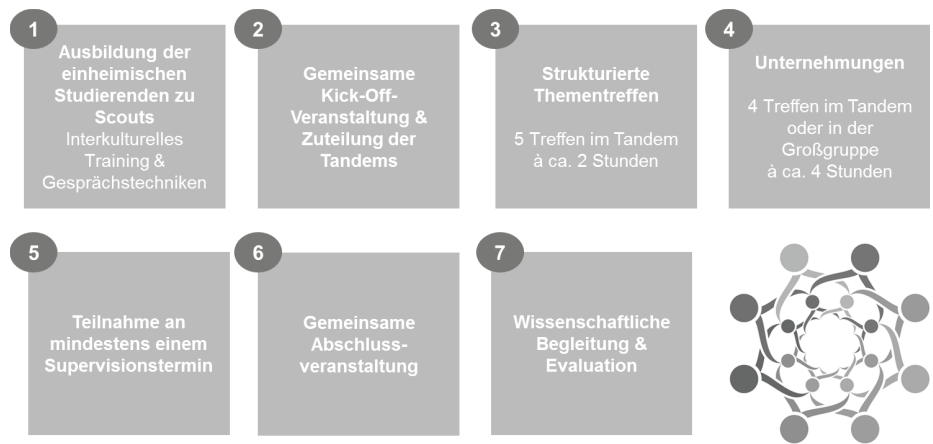 1
Ausbildung der
einheimischen
Studierenden zu
Scouts
Interkulturelles
Training &
Gesprächstechniken
2
Gemeinsame
Kick-Off-
Veranstaltung &
Zuteilung der
Tandems
3
Strukturierte
Thementreffen
5 Treffen im Tandem
à ca. 2 Stunden
4
Unternehmungen
4 Treffen im Tandem
oder in der
Großgruppe
à ca. 4 Stunden
5
Teilnahme an
mindestens einem
Supervisionstermin
6
Gemeinsame
Abschluss-
veranstaltung
7
Wissenschaftliche
Begleitung &
Evaluation